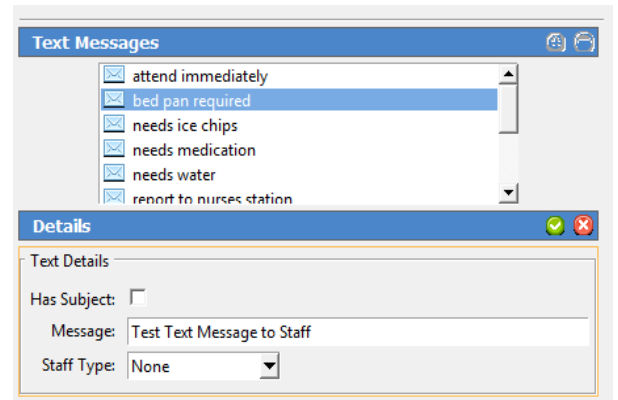 Text Messages
attend immediately
bed pan required
needs ice chips
needs medication
needs water
report to nurses station
Details
Text Details
Has Subject:
Message: Test Text Message to Staff
Staff Type: None